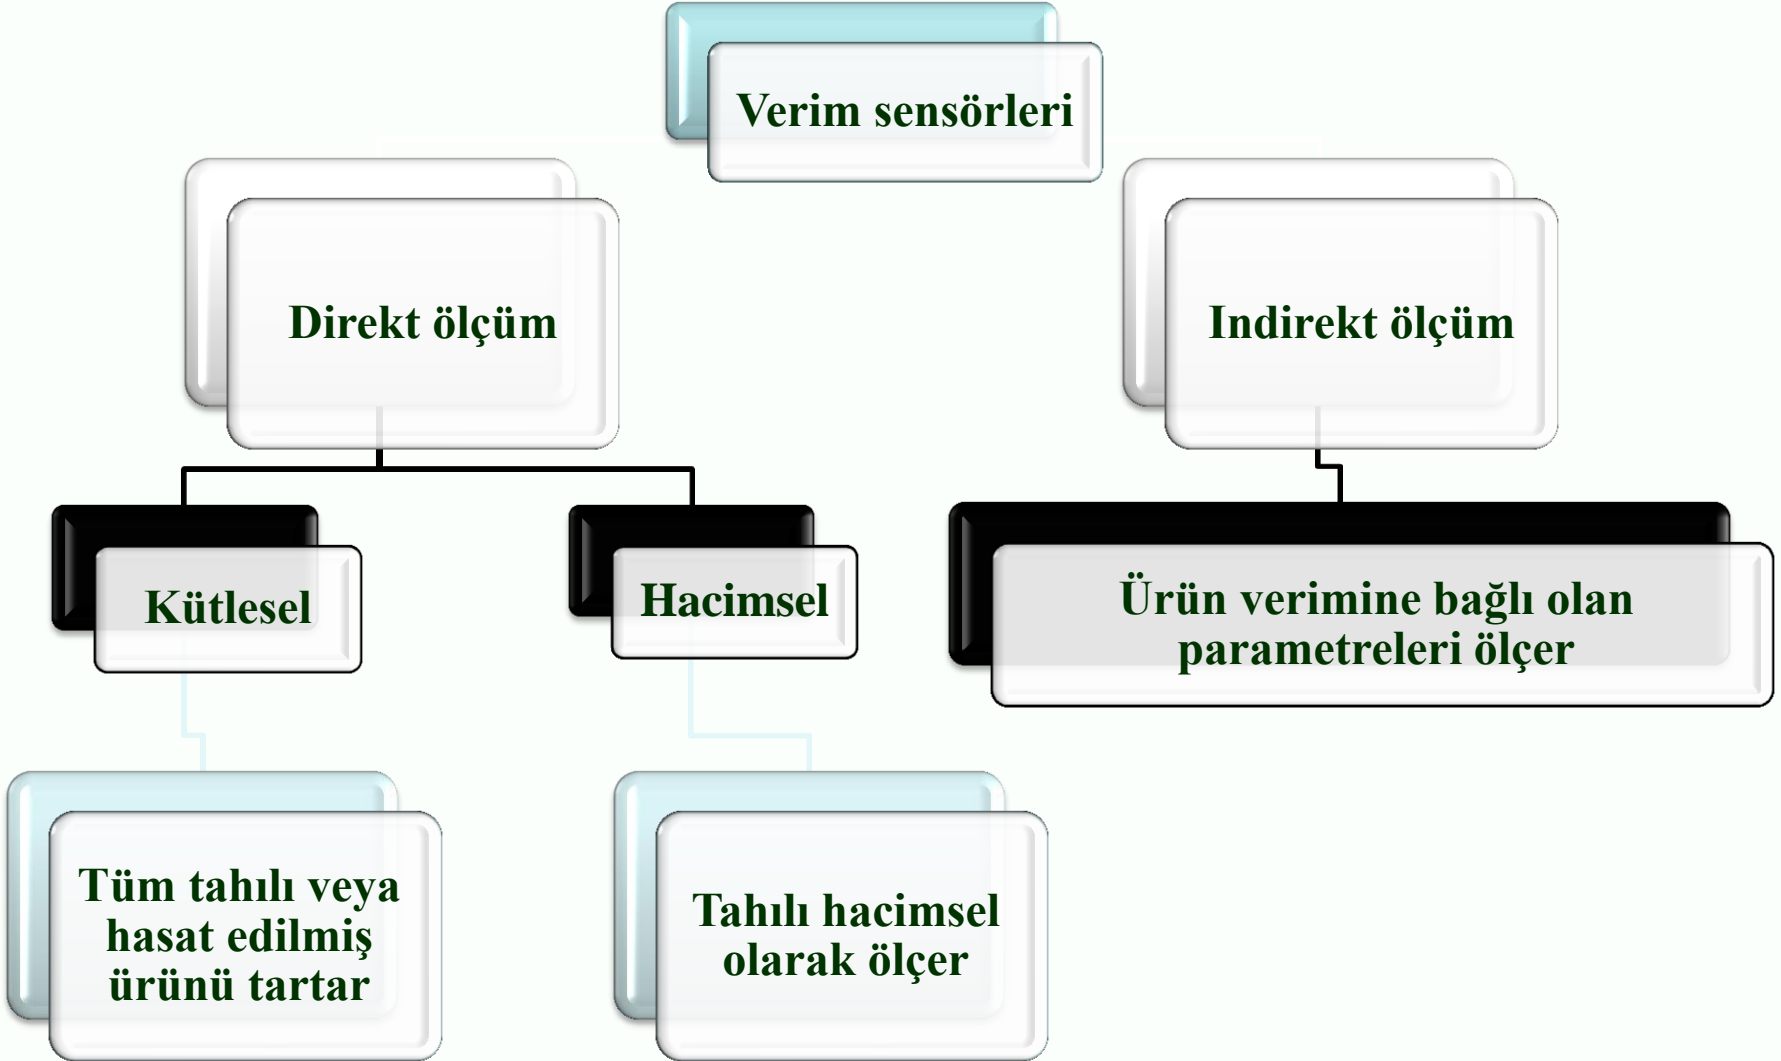 Verim sensörleri
Direkt ölçüm
Indirekt ölçüm
Kütlesel
Hacimsel
Ürün verimine bağlı olan
parametreleri ölçer
Tüm tahılı veya
hasat edilmiş
ürünü tartar
Tahılı hacimsel
olarak ölçer